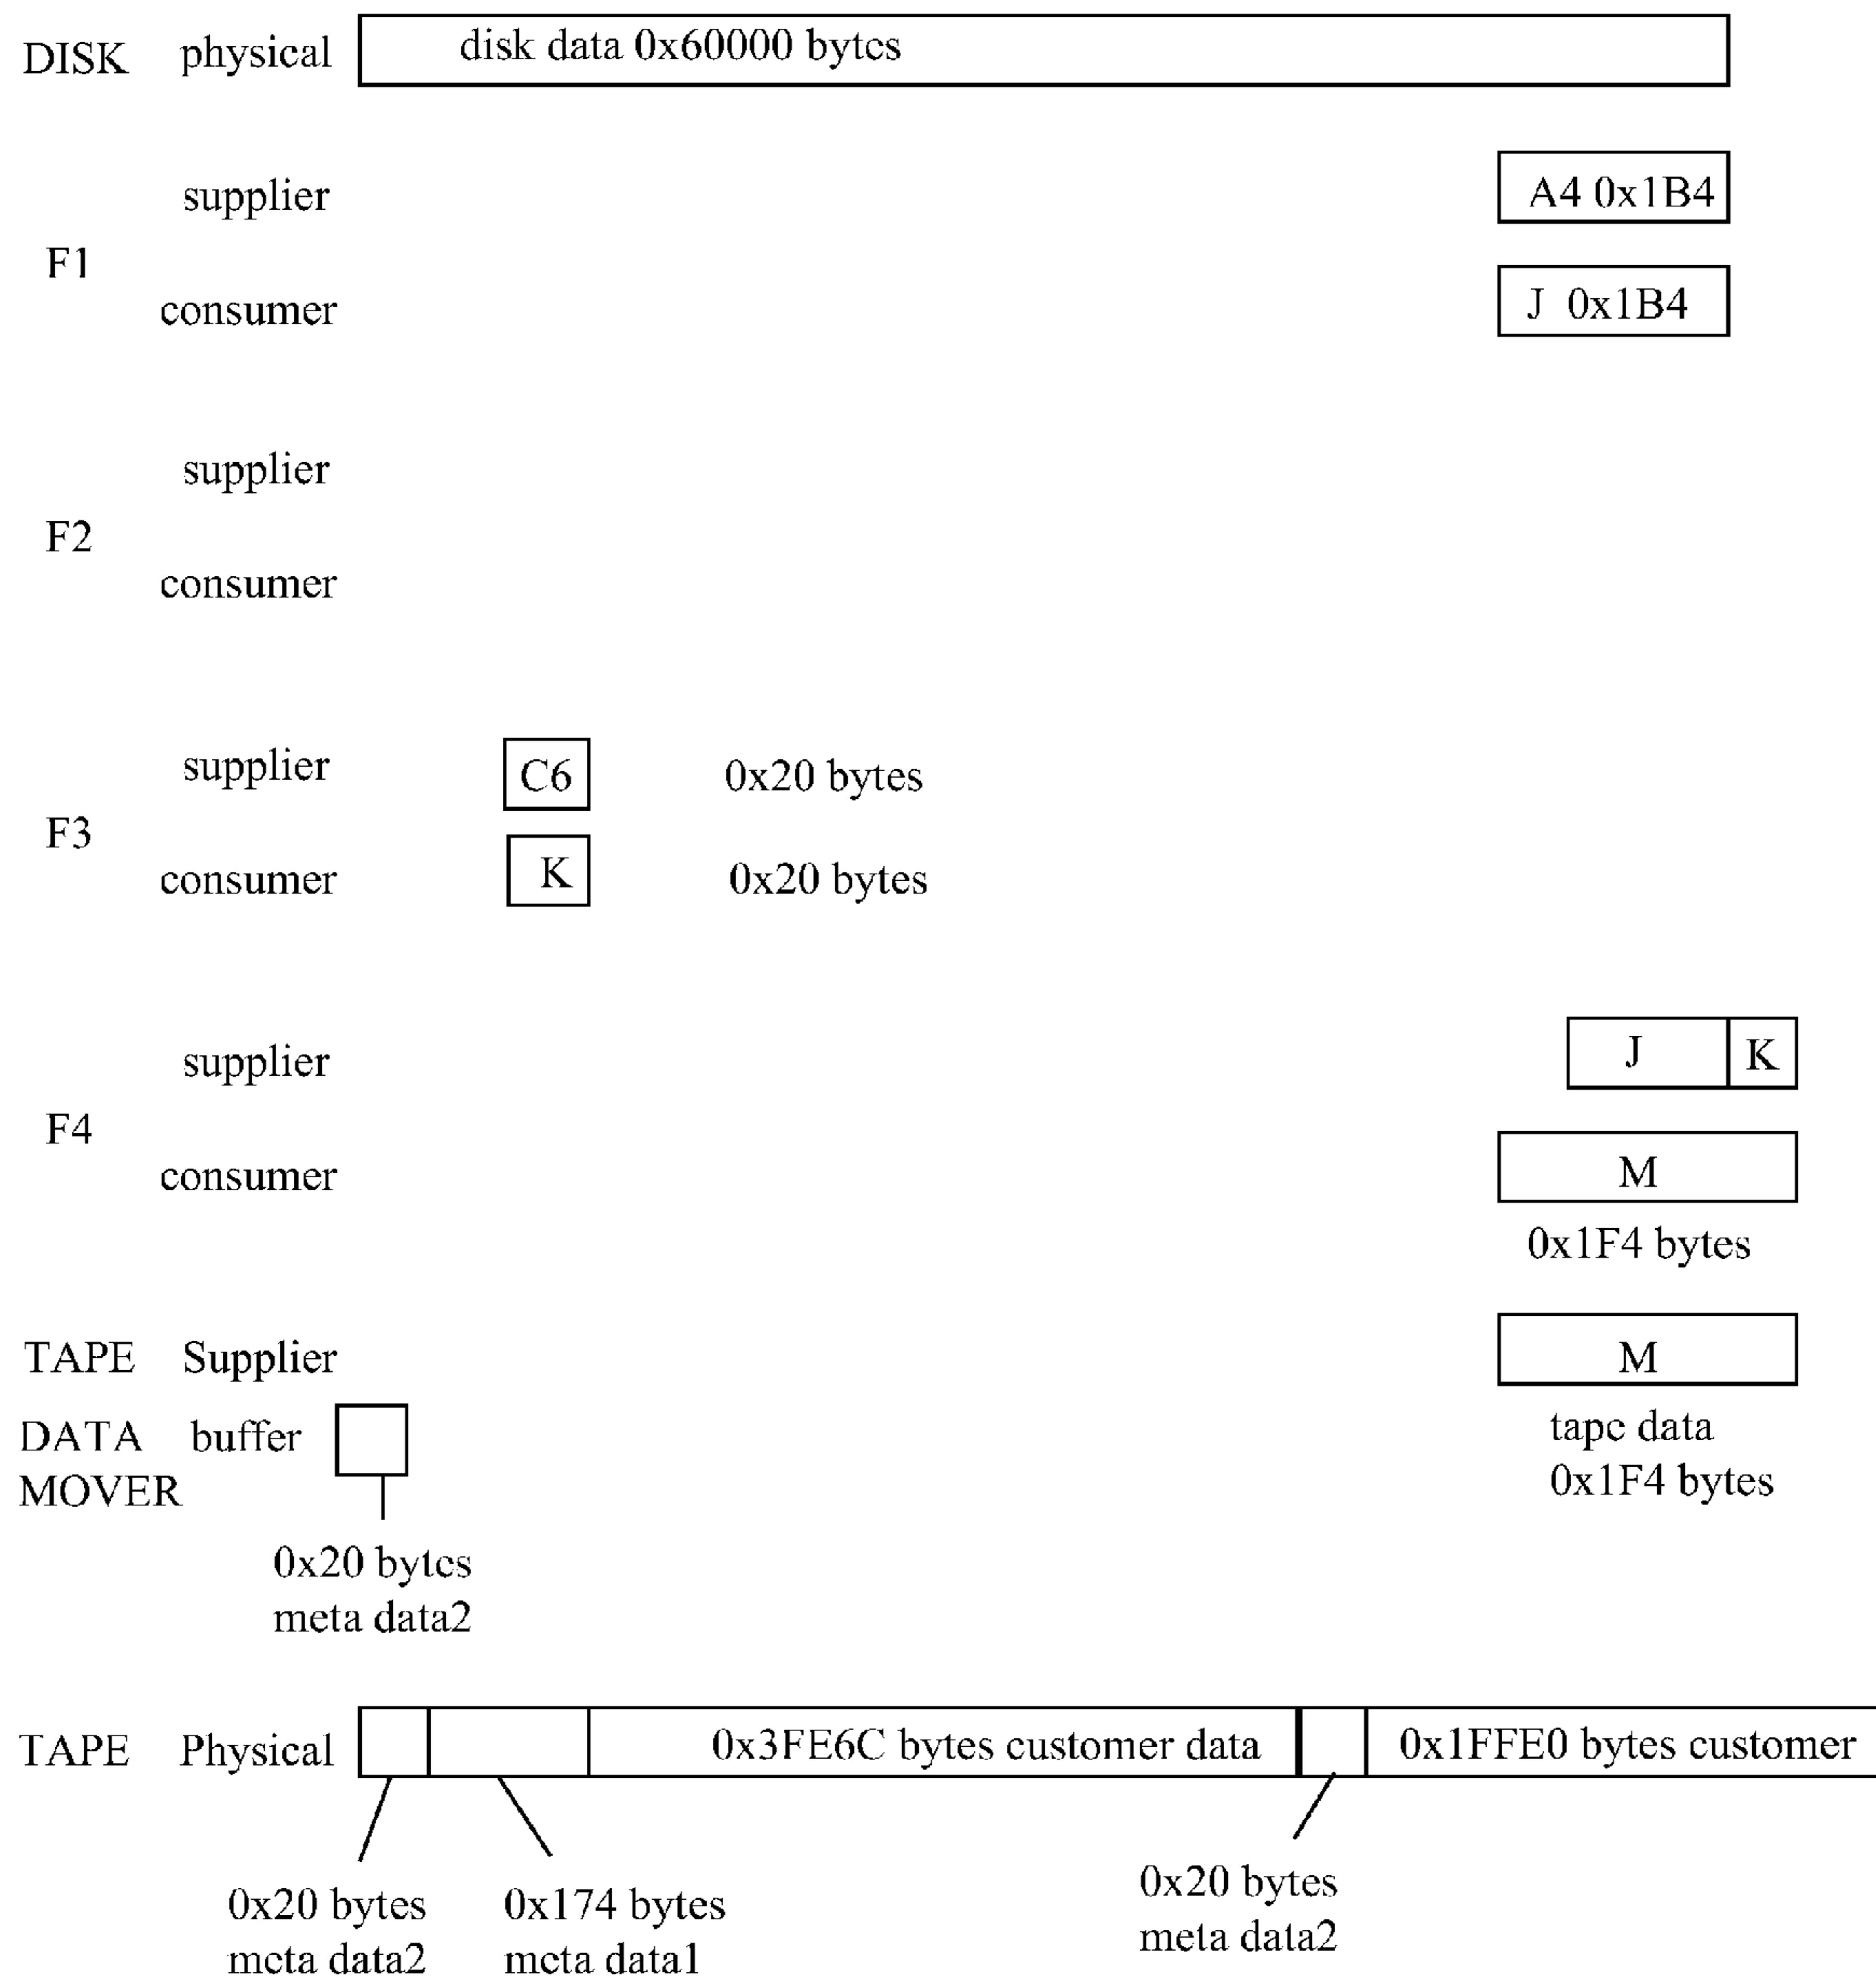 DISK physical disk data 0x60000 bytes
supplier A4 0x1B4
F1
consumer J 0x1B4
supplier
F2
consumer
supplier C6 0x20 bytes
F3
consumer K 0x20 bytes
supplier J K
F4
consumer M
0x1F4 bytes
TAPE Supplier M
DATA buffer tape data
MOVER 0x1F4 bytes
0x20 bytes
meta data2
TAPE Physical 0x3FE6C bytes customer data 0x1FFE0 bytes customer
0x20 bytes 0x174 bytes 0x20 bytes
meta data2 meta data1 meta data2